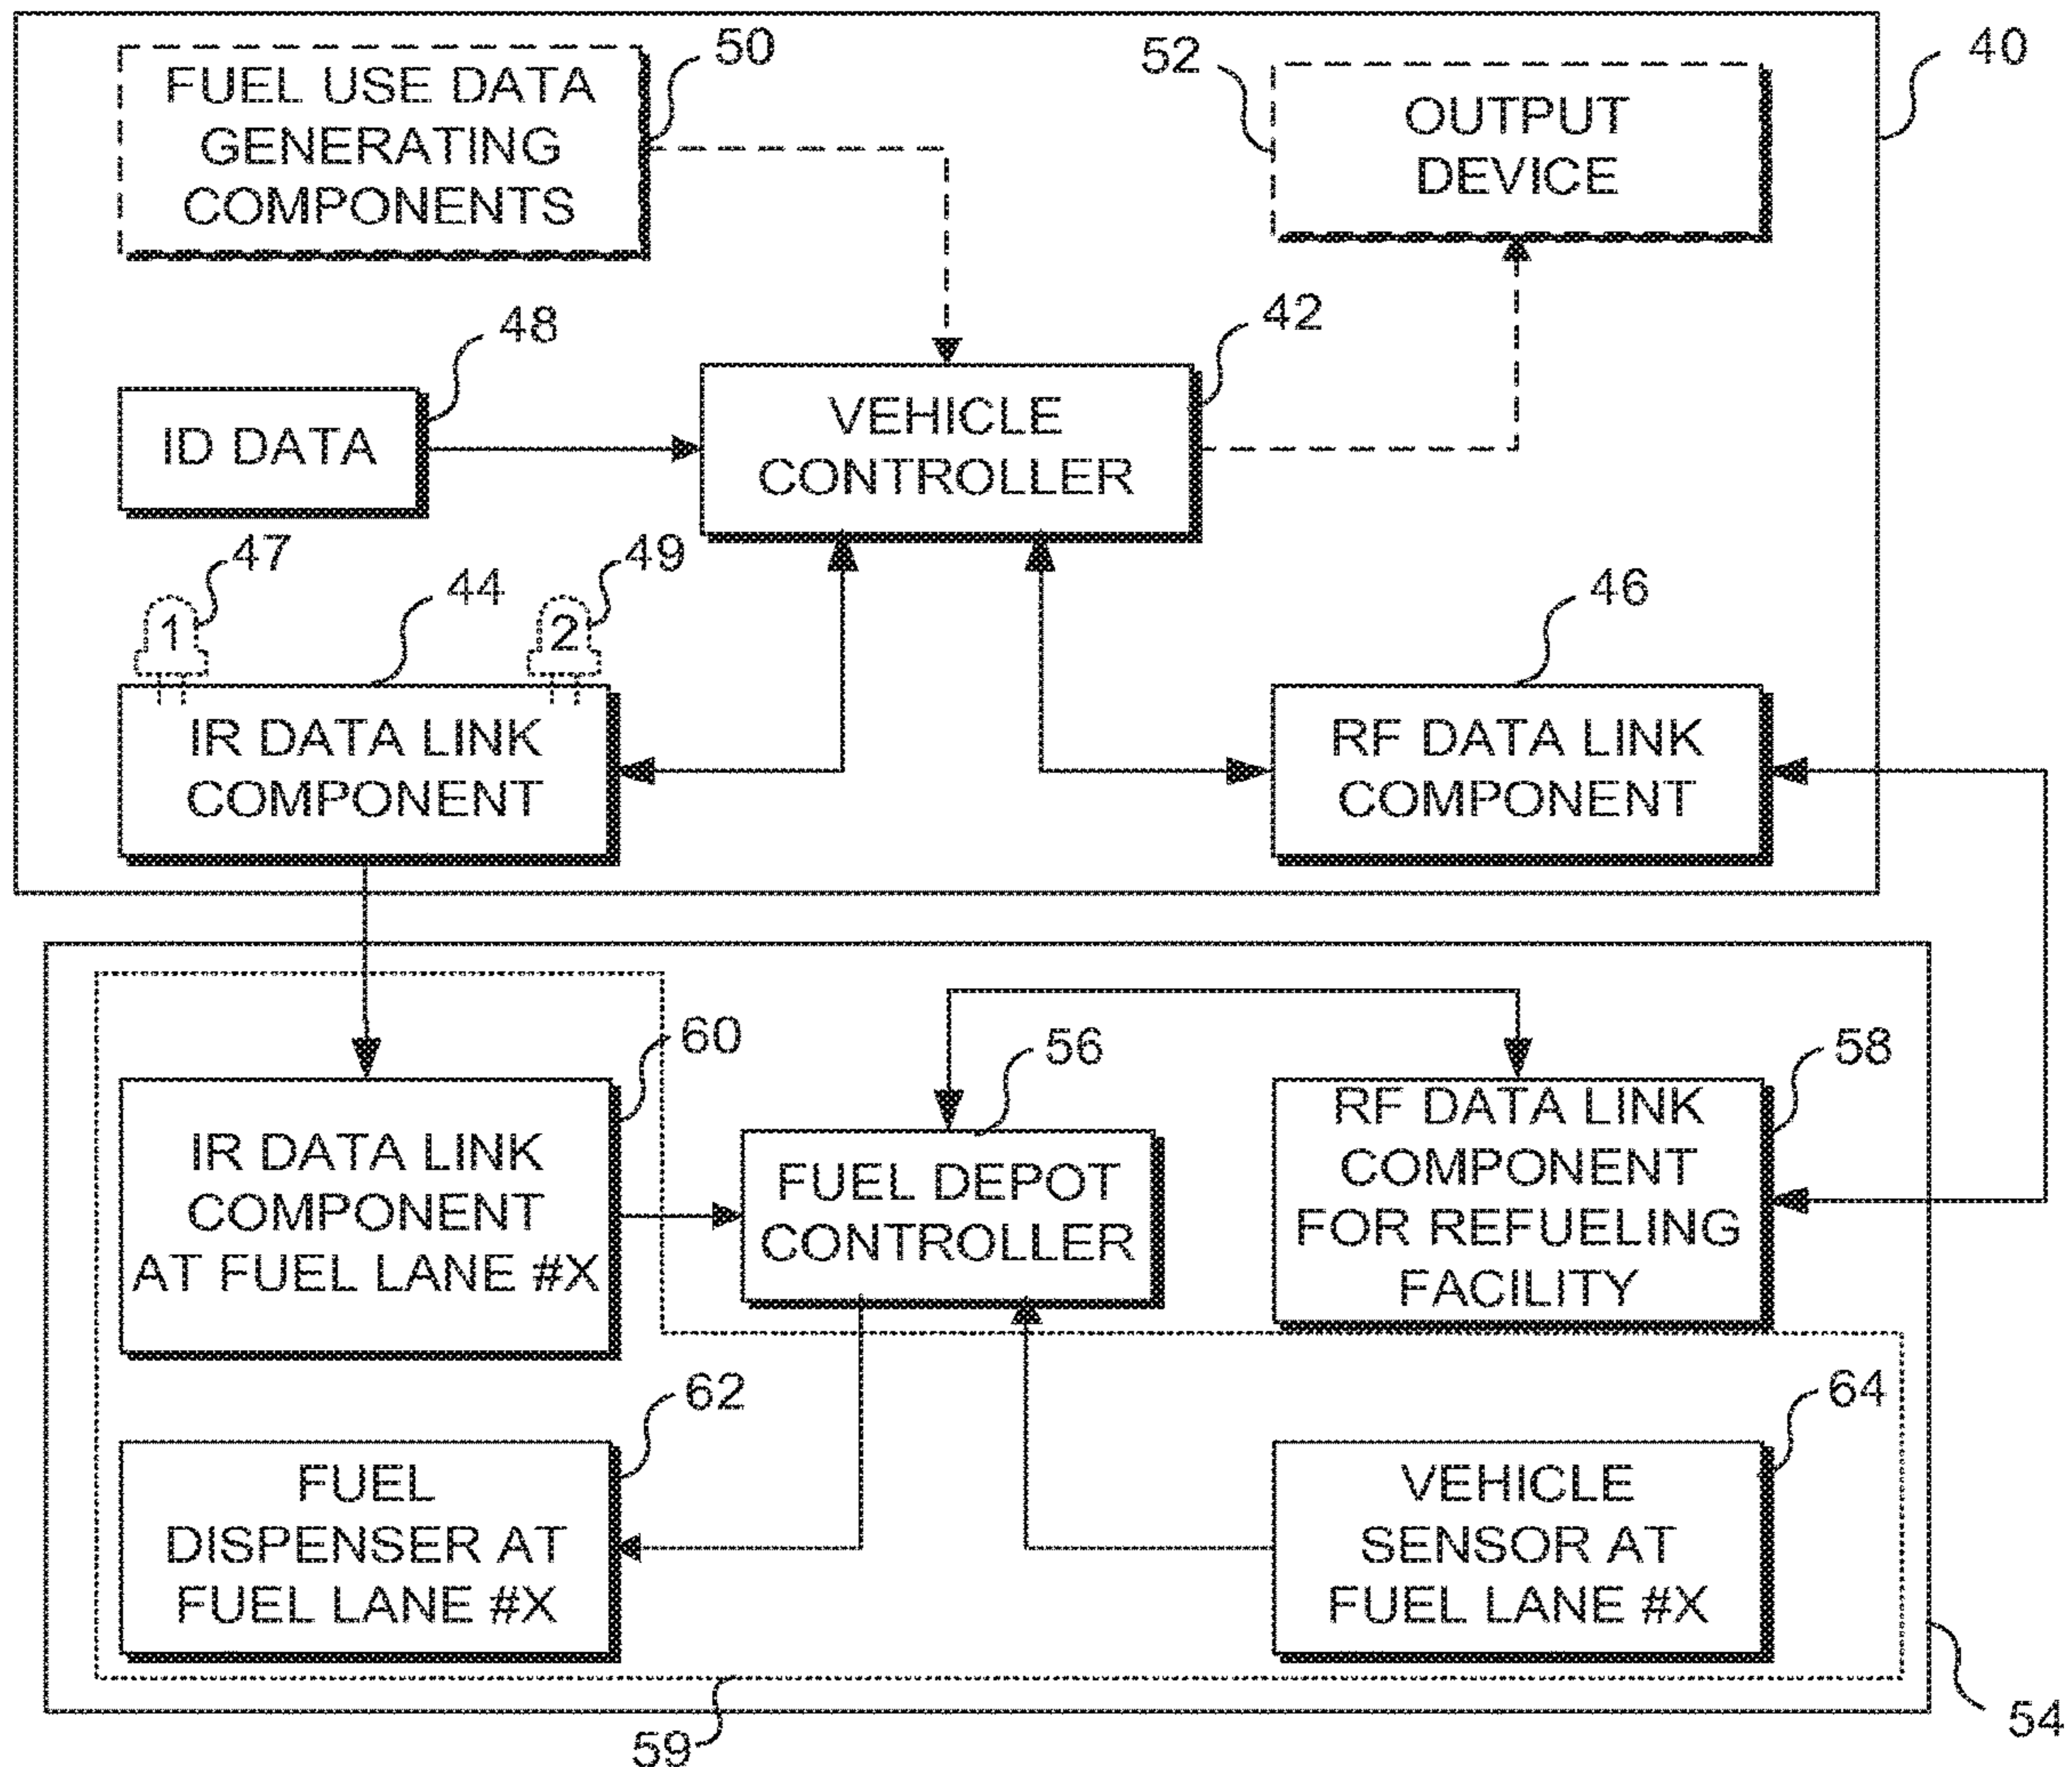 50
FUEL USE DATA
GENERATING
COMPONENTS
52
OUTPUT
DEVICE
40
48
ID DATA
42
VEHICLE
CONTROLLER
47
1
44
49
2
IR DATA LINK
COMPONENT
46
RF DATA LINK
COMPONENT
60
IR DATA LINK
COMPONENT
AT FUEL LANE #X
56
FUEL DEPOT
CONTROLLER
58
RF DATA LINK
COMPONENT
FOR REFUELING
FACILITY
62
FUEL
DISPENSER AT
FUEL LANE #X
64
VEHICLE
SENSOR AT
FUEL LANE #X
59
54